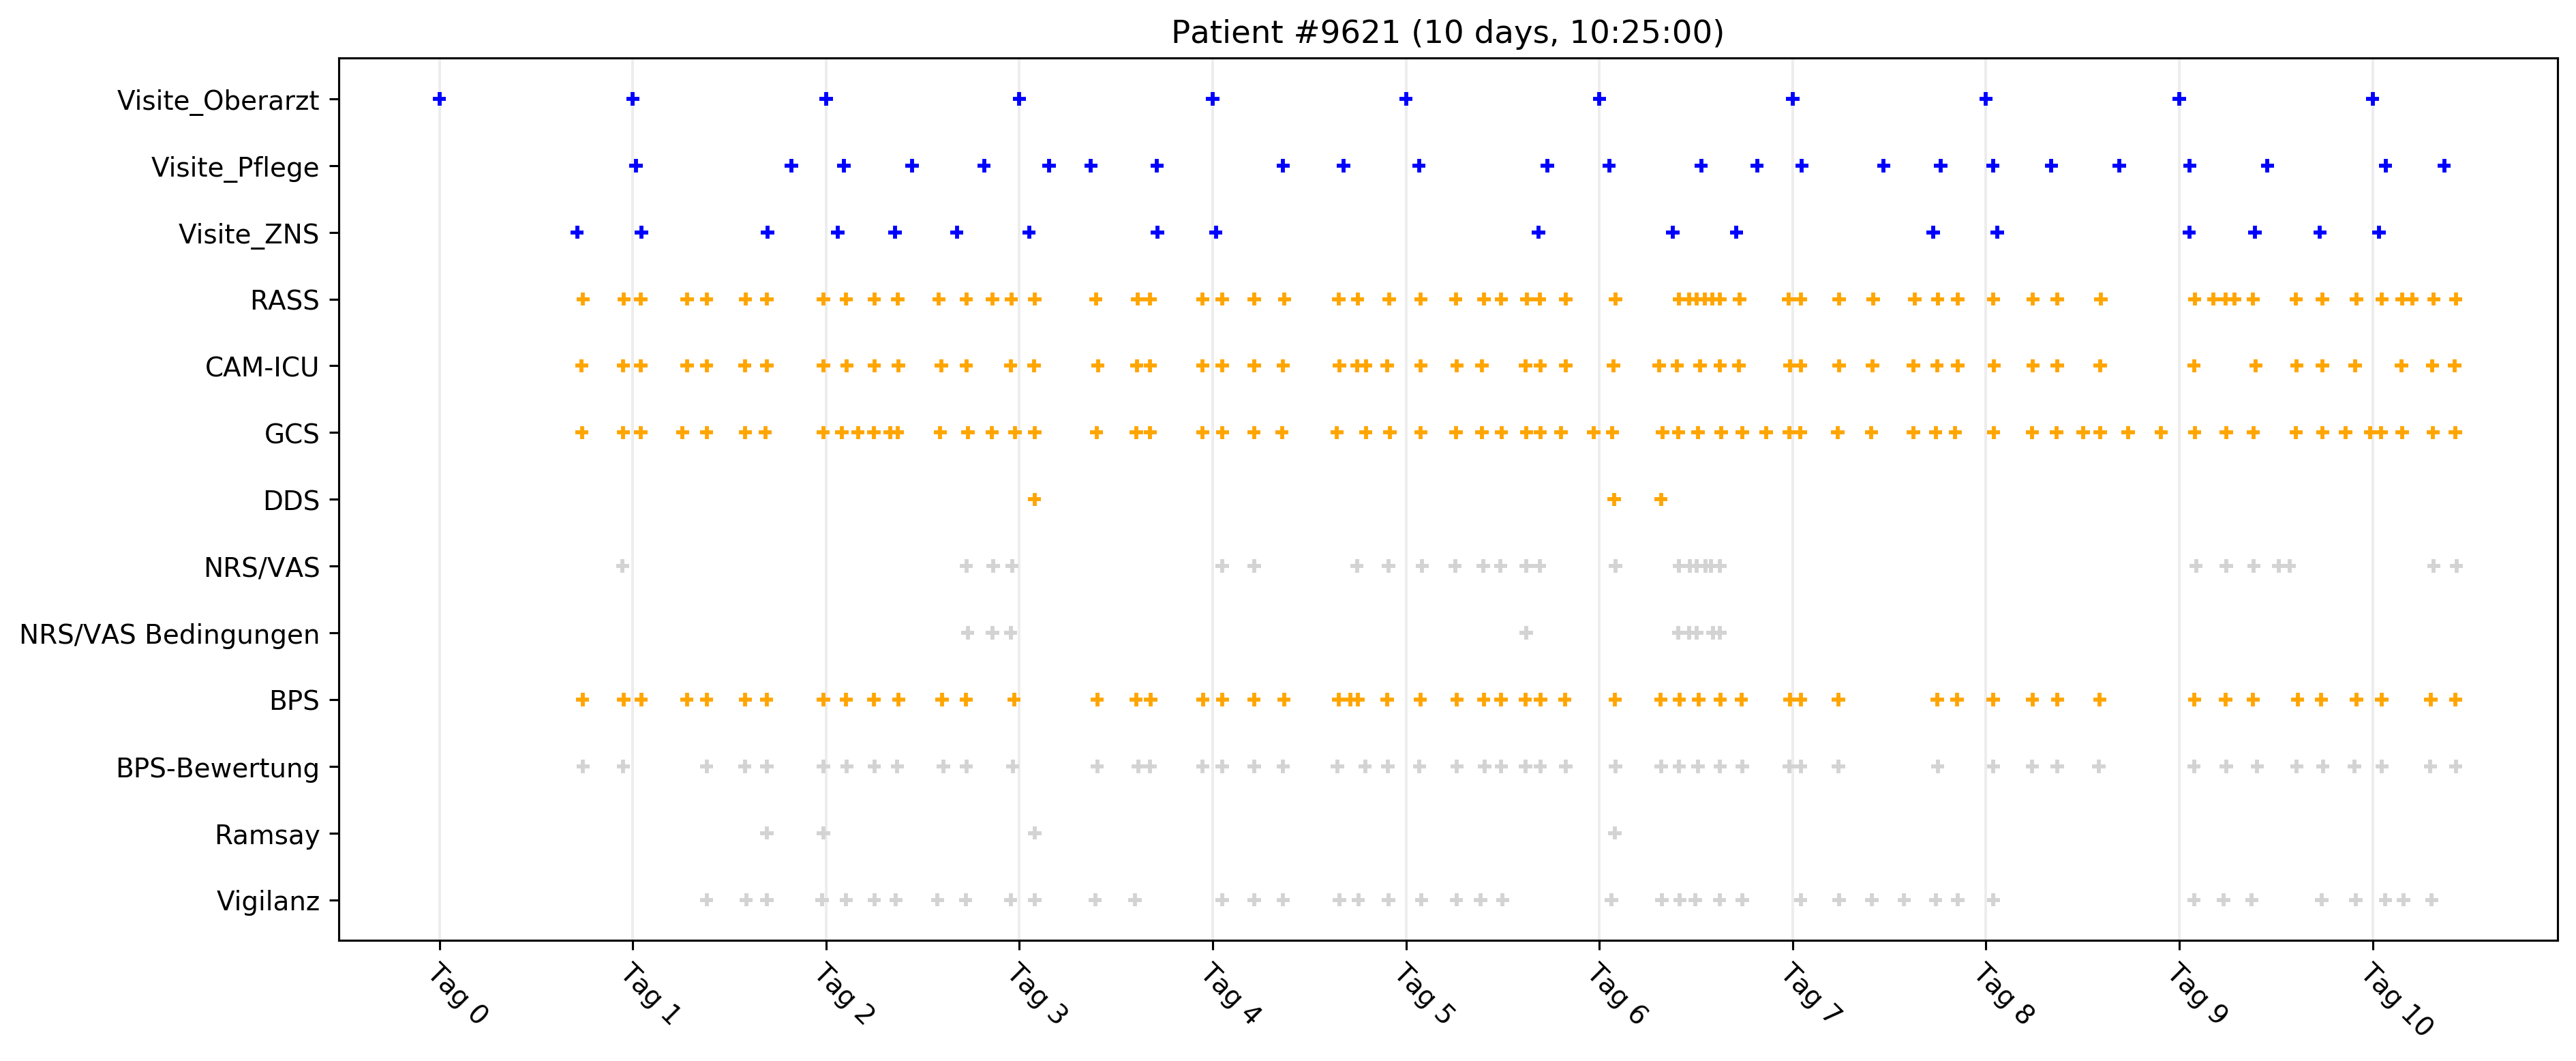 Patient #9621 (10 days, 10:25:00)
Visite_Oberarzt
Visite_Pflege
Visite_ZNS
RASS
CAM-ICU
GCS
DDS
NRS/VAS
NRS/VAS Bedingungen
BPS
BPS-Bewertung
Ramsay
Vigilanz
Tag 0
Tag 1
Tag 2
Tag 3
Tag 4
Tag 5
Tag 6
Tag 7
Tag 8
Tag 9
Tag 10